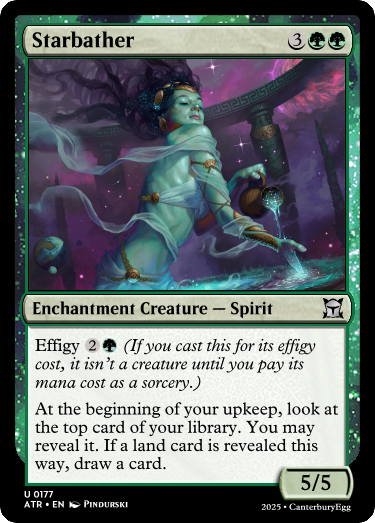 Starbather 3
Enchantment Creature — Spirit
Effigy 2 (If you cast this for its effigy
cost, it isn't a creature until you pay its
mana cost as a sorcery.)
At the beginning of your upkeep, look at
the top card of your library. You may
reveal it. If a land card is revealed this
way, draw a card.
5/5
U 0177
ATR • EN Pindurski
2025 • CanterburyEgg